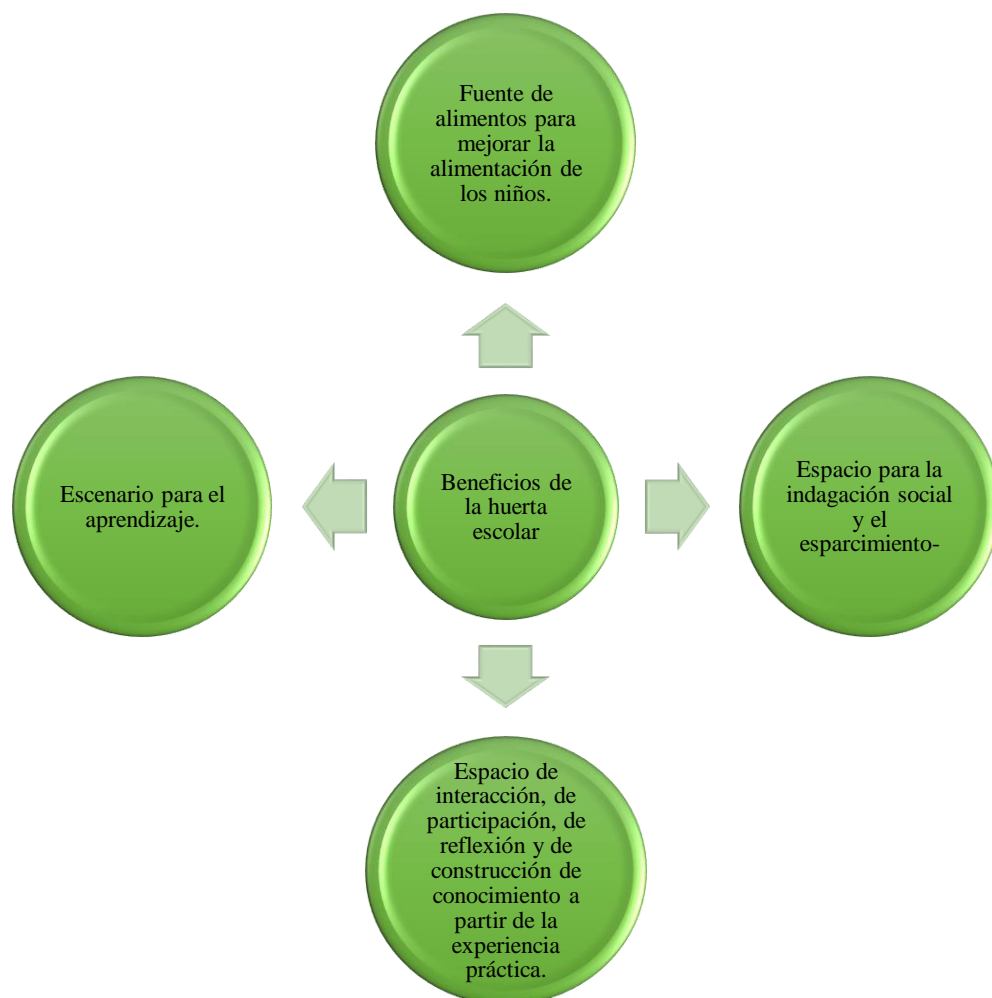 Fuente de
alimentos para
mejorar la
alimentación de
los niños.
Escenario para el
aprendizaje.
Beneficios de
la huerta
escolar
Espacio para la
indagación social
y el
esparcimiento-
Espacio de
interacción, de
participación, de
reflexión y de
construcción de
conocimiento a
partir de la
experiencia
práctica.